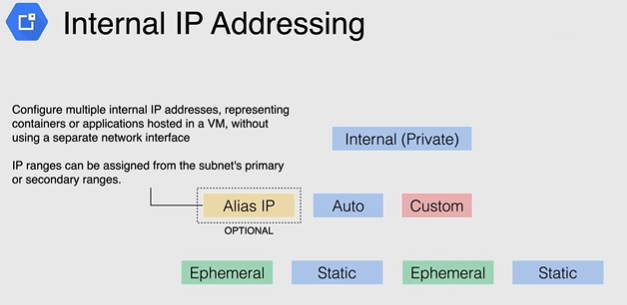 Internal IP Addressing
Configure multiple internal IP addresses, representing
containers or applications hosted in a VM, without
using a separate network interface
Internal (Private)
IP ranges can be assigned from the subnet's primary
or secondary ranges.
Alias IP
Auto
Custom
OPTIONAL
Ephemeral
Static
Ephemeral
Static